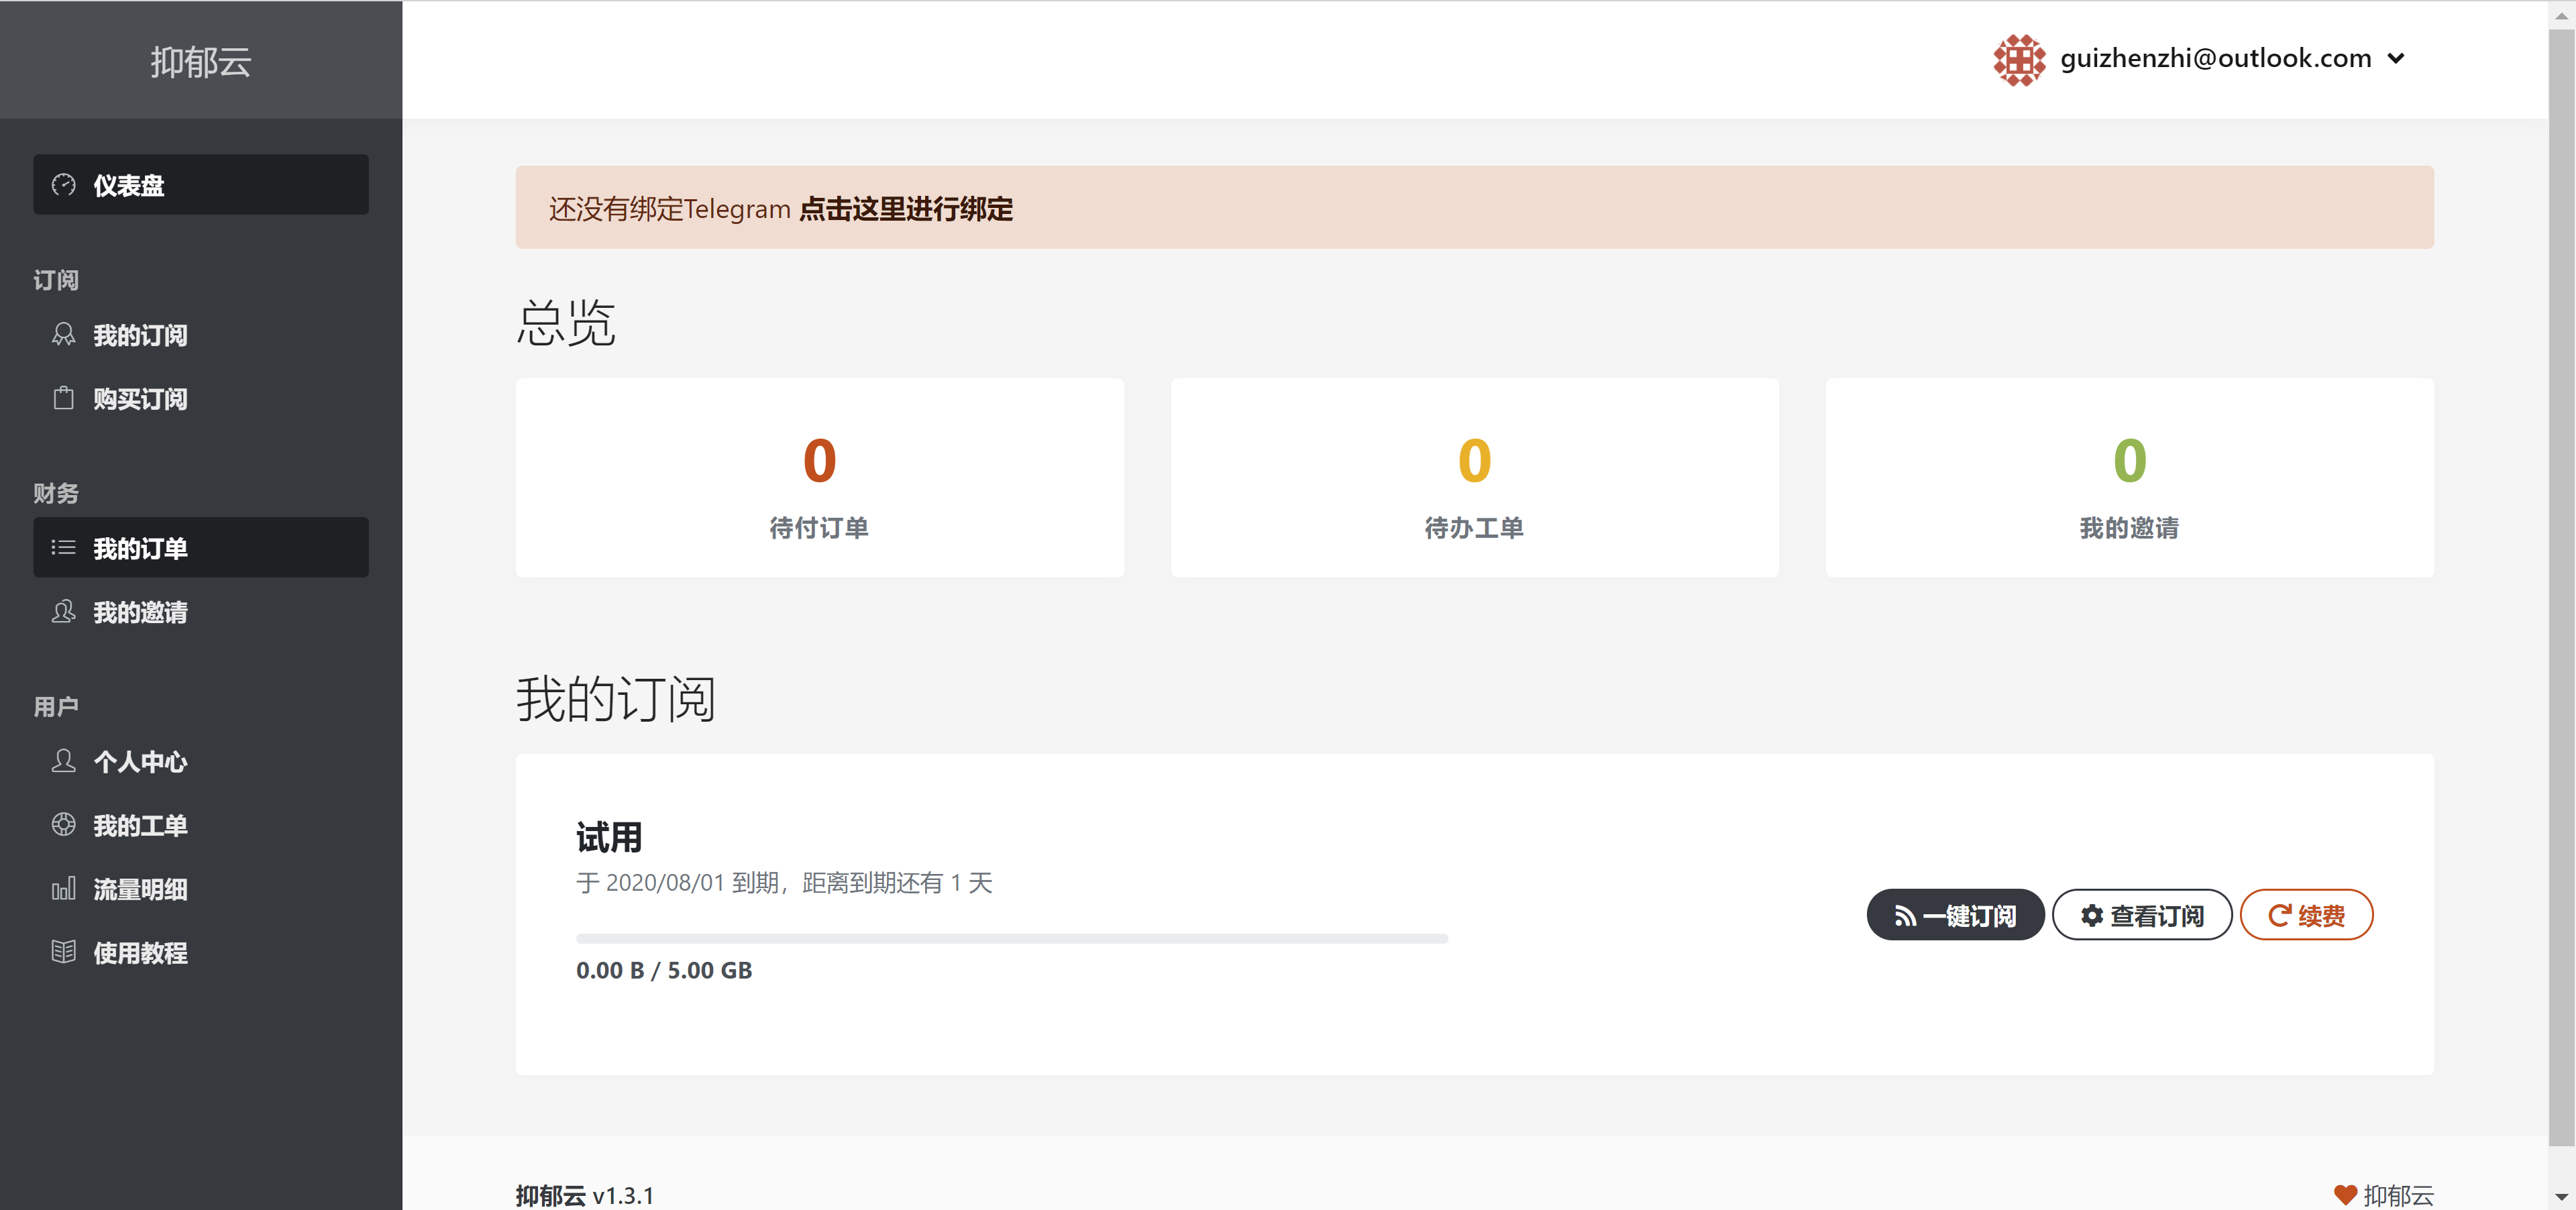 抑郁云
guizhenzhi@outlook.com
仪表盘
订阅
我的订阅
购买订阅
财务
我的订单
我的邀请
用户
个人中心
我的工单
流量明细
使用教程
还没有绑定Telegram 点击这里进行绑定
总览
0
待付订单
0
待办工单
0
我的邀请
我的订阅
试用
于 2020/08/01 到期，距离到期还有 1 天
0.00 B / 5.00 GB
一键订阅
查看订阅
续费
抑郁云 v1.3.1
抑郁云